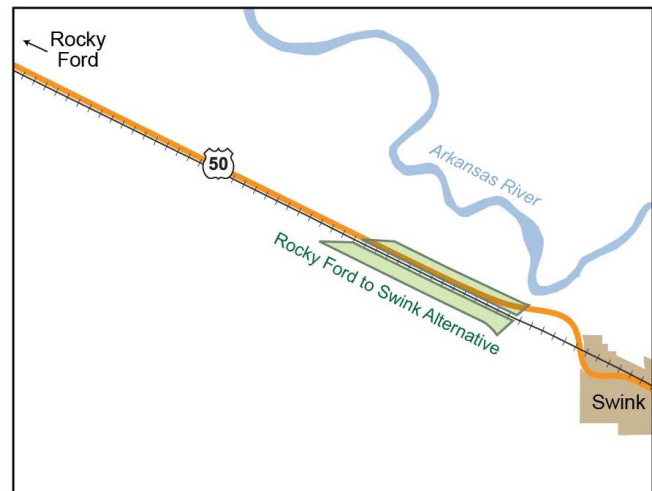 Rocky
Ford
50
Arkansas River
Rocky Ford to Swink Alternative
Swink